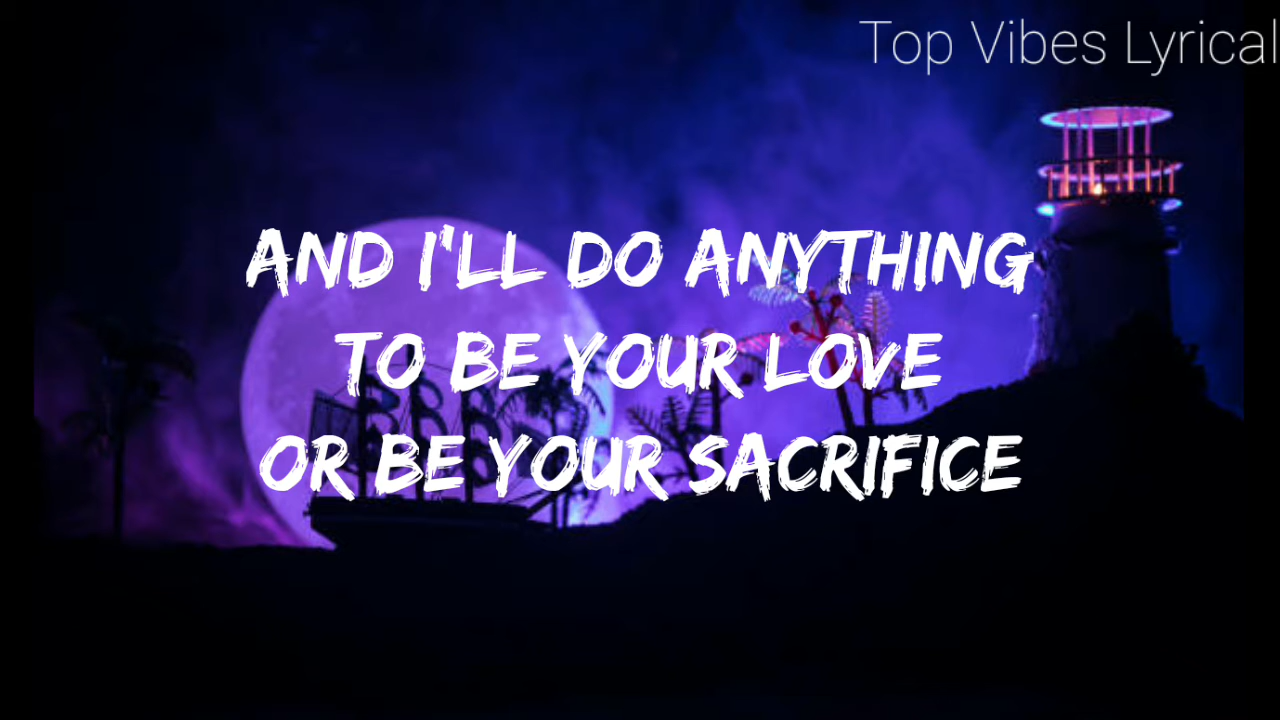 Top Vibes Lyrical
AND I'LL DO ANYTHING
TO BE YOUR LOVE
OR BE YOUR SACRIFICE